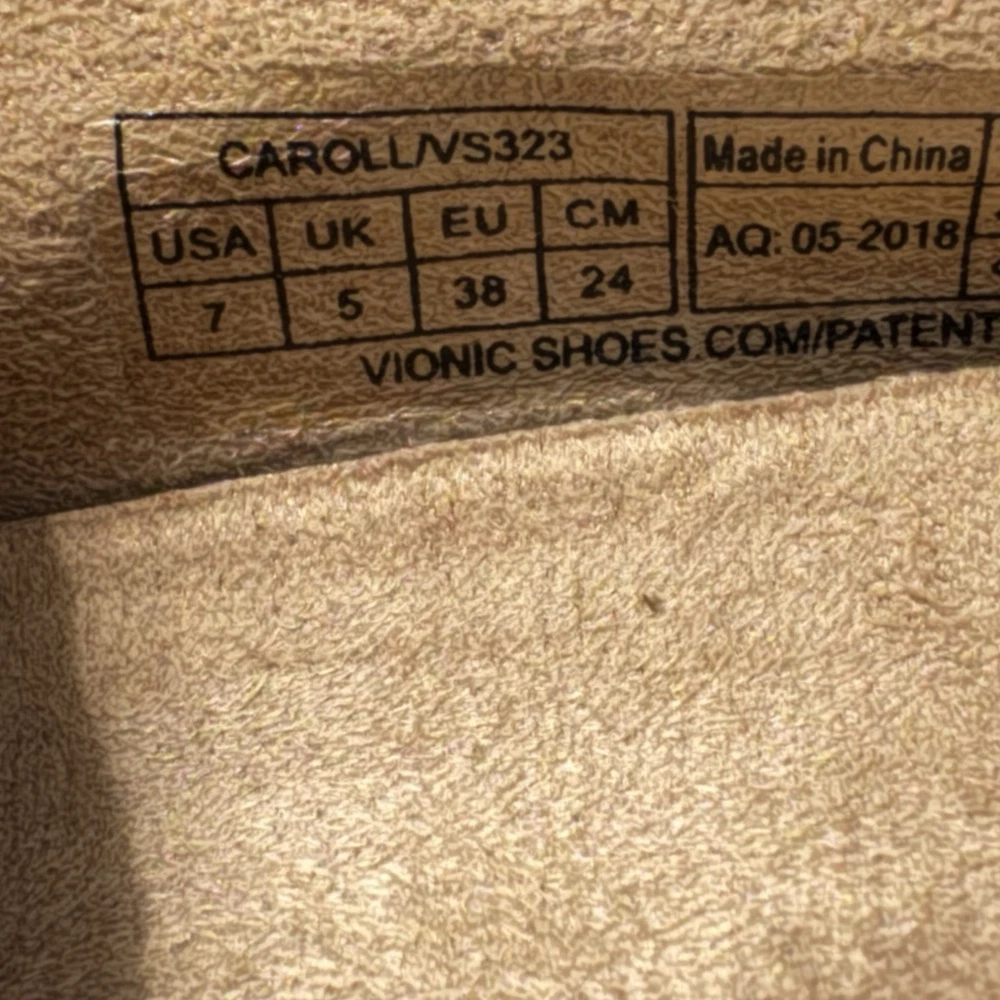 CAROLL/VS323
USA UK EU CM
7 5 38 24
Made in China
AQ: 05-2018
VIONIC SHOES.COM/PATENT